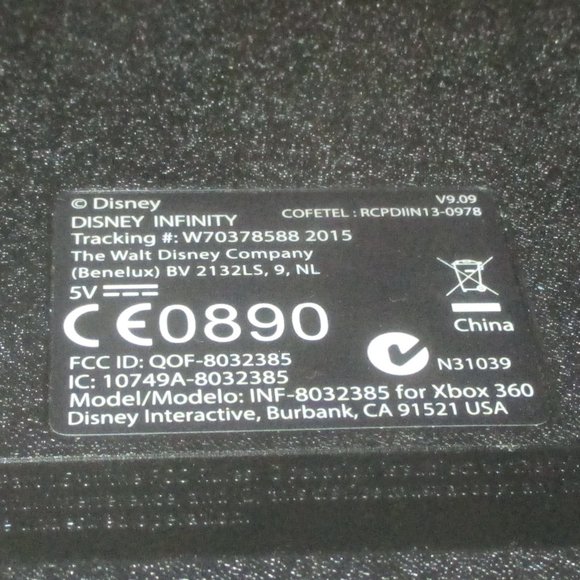 © Disney
V9.09
DISNEY INFINITY
COFETEL : RCPDIIN13-0978
Tracking #: W70378588 2015
The Walt Disney Company
(Benelux) BV 2132LS, 9, NL
5V
CE0890
China
N31039
FCC ID: QOF-8032385
IC: 10749A-8032385
Model/Modelo: INF-8032385 for Xbox 360
Disney Interactive, Burbank, CA 91521 USA